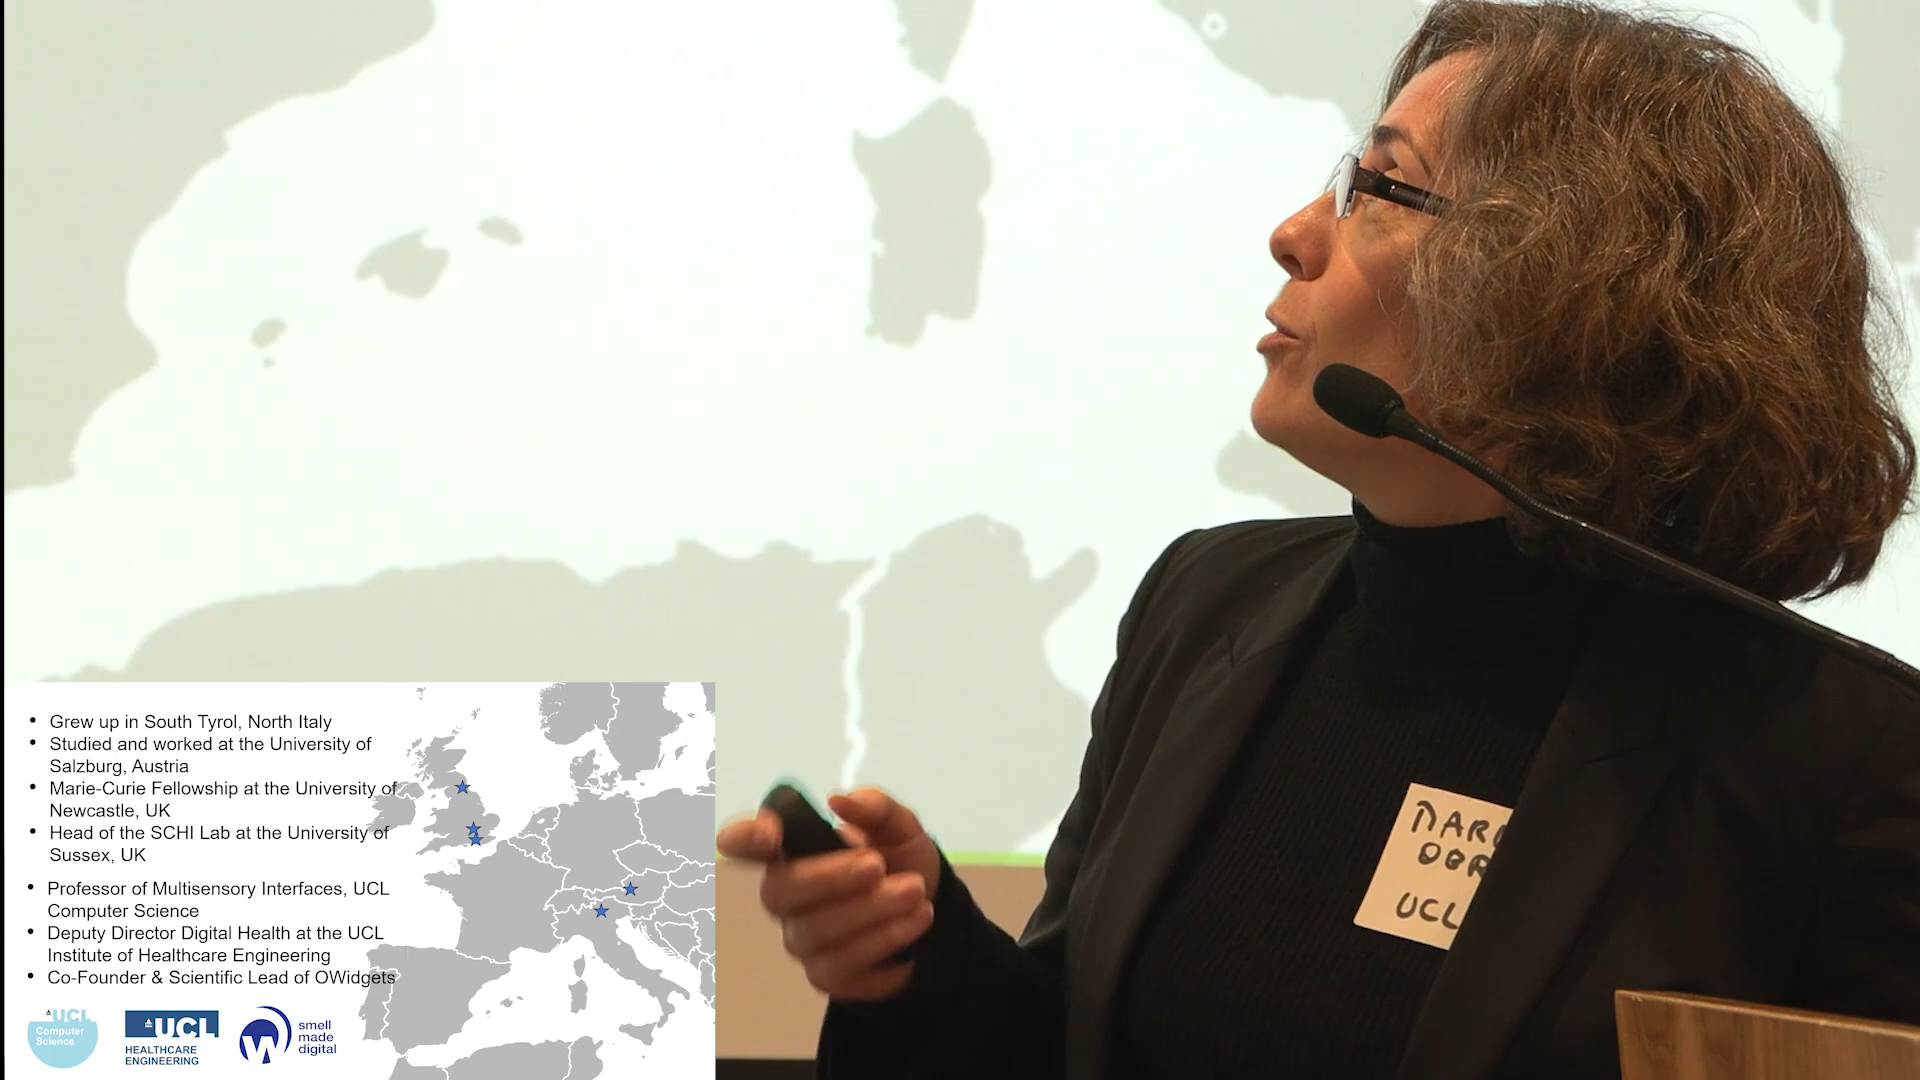 • Grew up in South Tyrol, North Italy
• Studied and worked at the University of
Salzburg, Austria
• Marie-Curie Fellowship at the University of
Newcastle, UK
• Head of the SCHI Lab at the University of
Sussex, UK
• Professor of Multisensory Interfaces, UCL
Computer Science
• Deputy Director Digital Health at the UCL
Institute of Healthcare Engineering
• Co-Founder & Scientific Lead of OWidgets
UCL
Computer
Science
UCL
HEALTHCARE
ENGINEERING
smell
made
digital
UCL